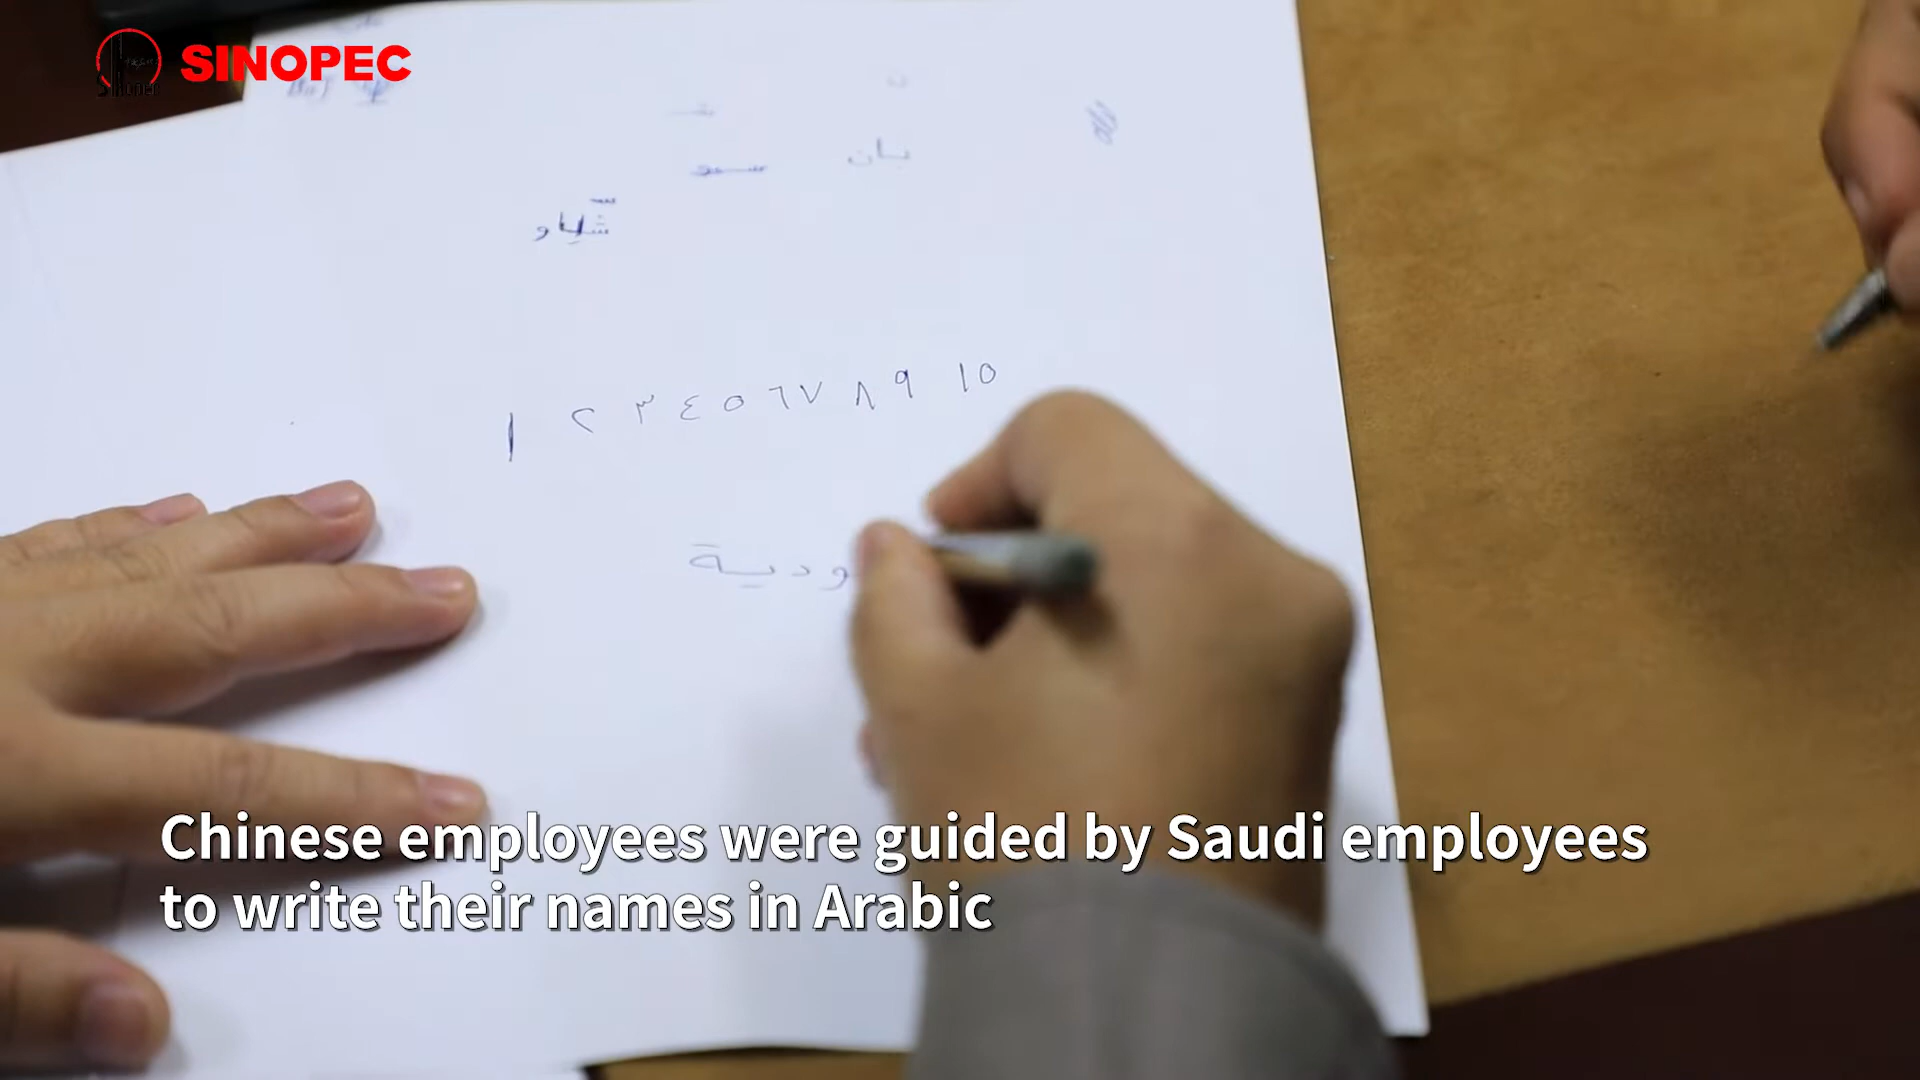 SINOPEC
بان
شياو
١ ٢ ٣ ٤ ٥ ٦ ٧ ٨ ٩ ١٥
ودية
Chinese employees were guided by Saudi employees
to write their names in Arabic